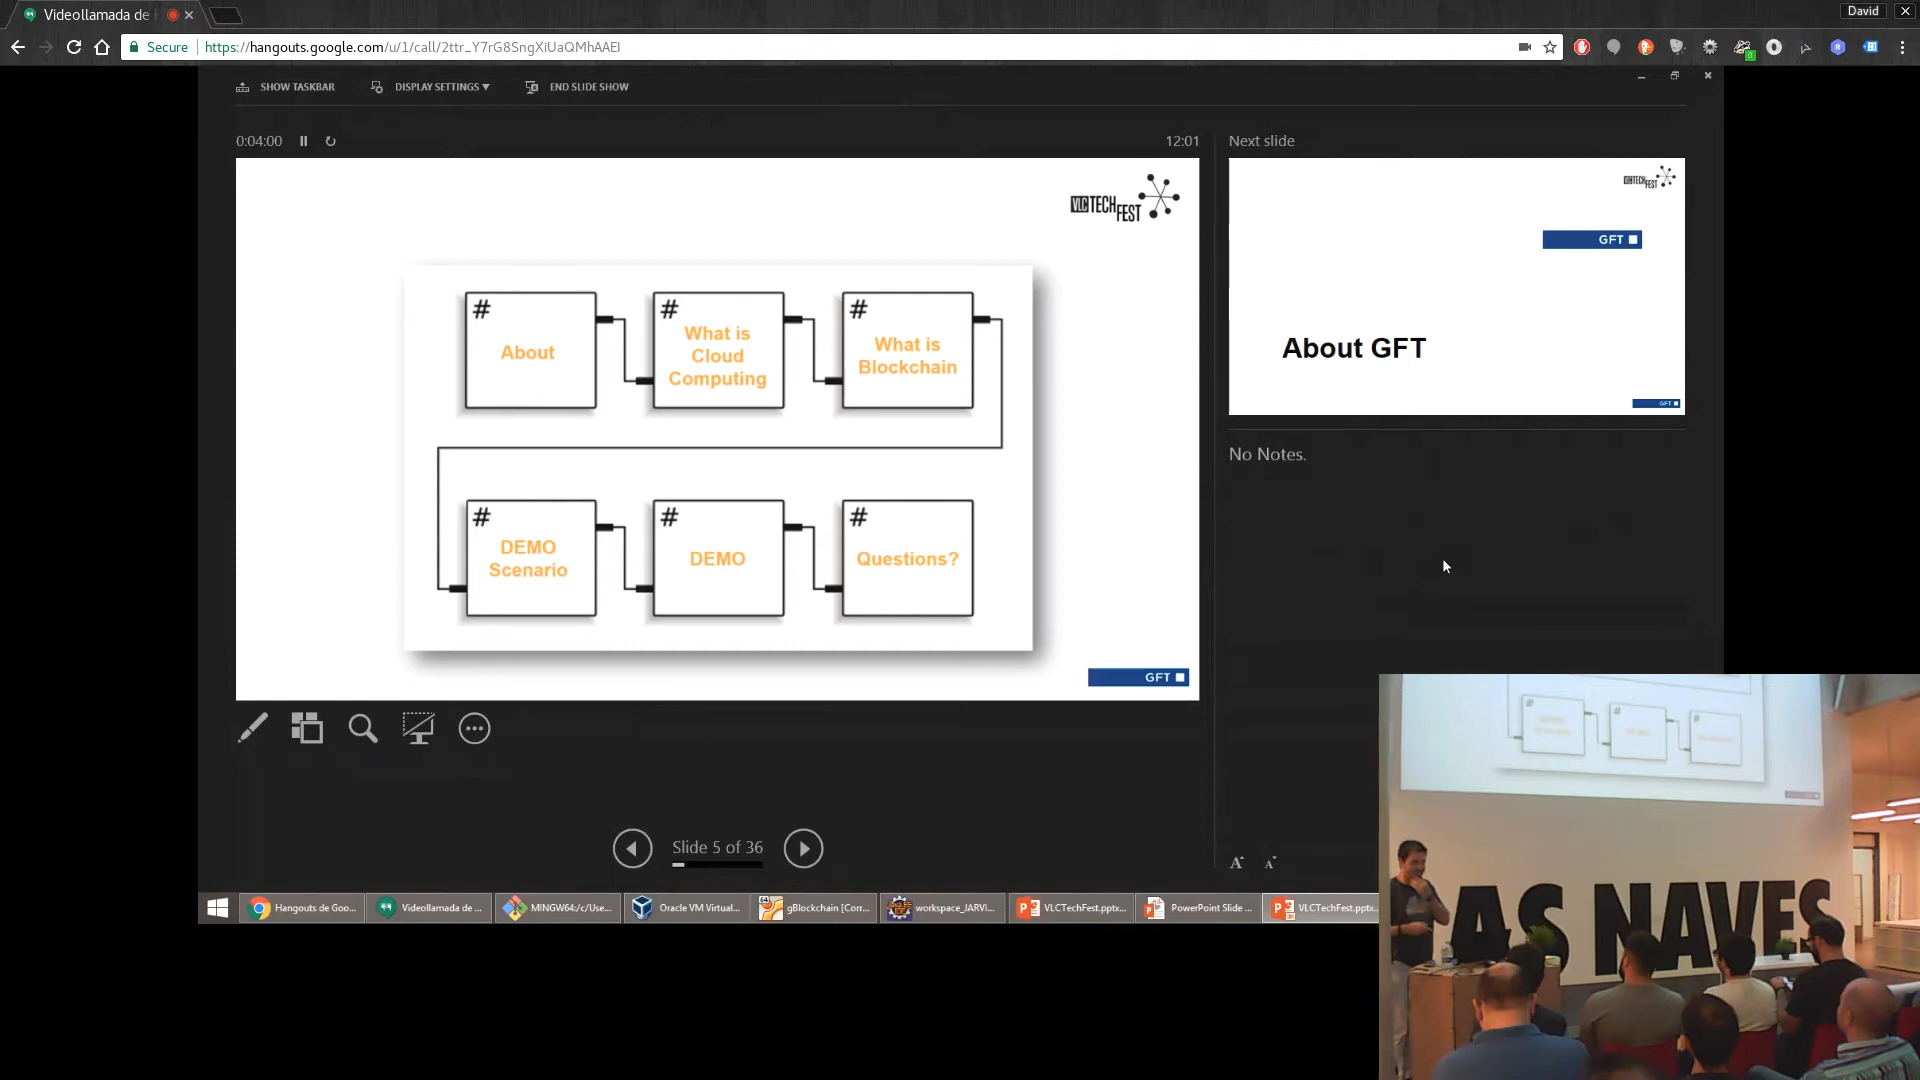 Videollamada de
David
Secure
https://hangouts.google.com/u/1/call/2ttr_Y7rG8SngXiUaQMhAAEI
SHOW TASKBAR
DISPLAY SETTINGS
END SLIDE SHOW
0:04:00
12:01
Next slide
VLCTECHFEST
#
About
#
What is
Cloud
Computing
#
What is
Blockchain
#
DEMO
Scenario
#
DEMO
#
Questions?
GFT
VLCTECHFEST
GFT
About GFT
GFT
No Notes.
Slide 5 of 36
A A
Hangouts de Goo...
Videollamada de ...
MINGW64:/c/Use...
Oracle VM Virtual...
gBlockchain [Corr...
workspace_JARVI...
VLCTechFest.pptx...
PowerPoint Slide ...
VLCTechFest.pptx
AS NAVES